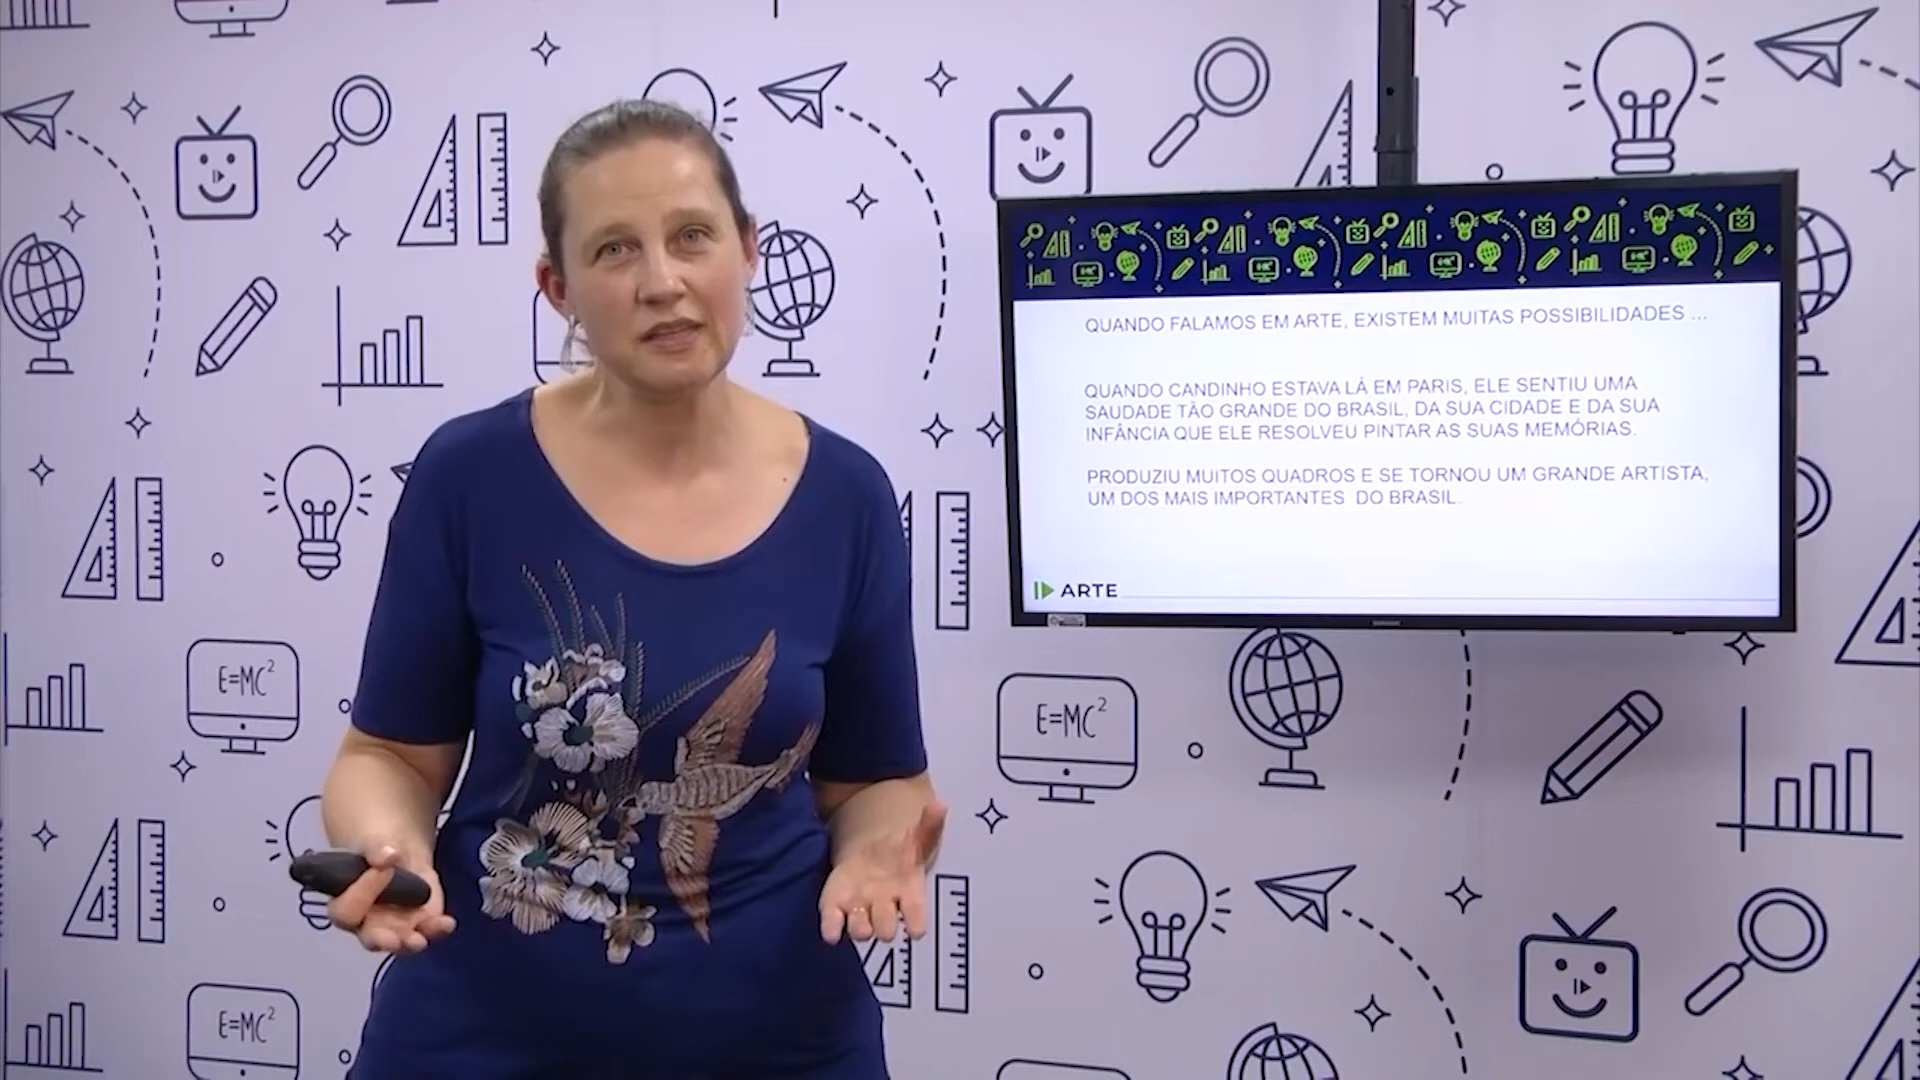 QUANDO FALAMOS EM ARTE, EXISTEM MUITAS POSSIBILIDADES ...
QUANDO CANDINHO ESTAVA LÁ EM PARIS, ELE SENTIU UMA
SAUDADE TÃO GRANDE DO BRASIL, DA SUA CIDADE E DA SUA
INFÂNCIA QUE ELE RESOLVEU PINTAR AS SUAS MEMÓRIAS.
PRODUZIU MUITOS QUADROS E SE TORNOU UM GRANDE ARTISTA,
UM DOS MAIS IMPORTANTES DO BRASIL.
ARTE
E=MC²
E=MC²
E=MC²